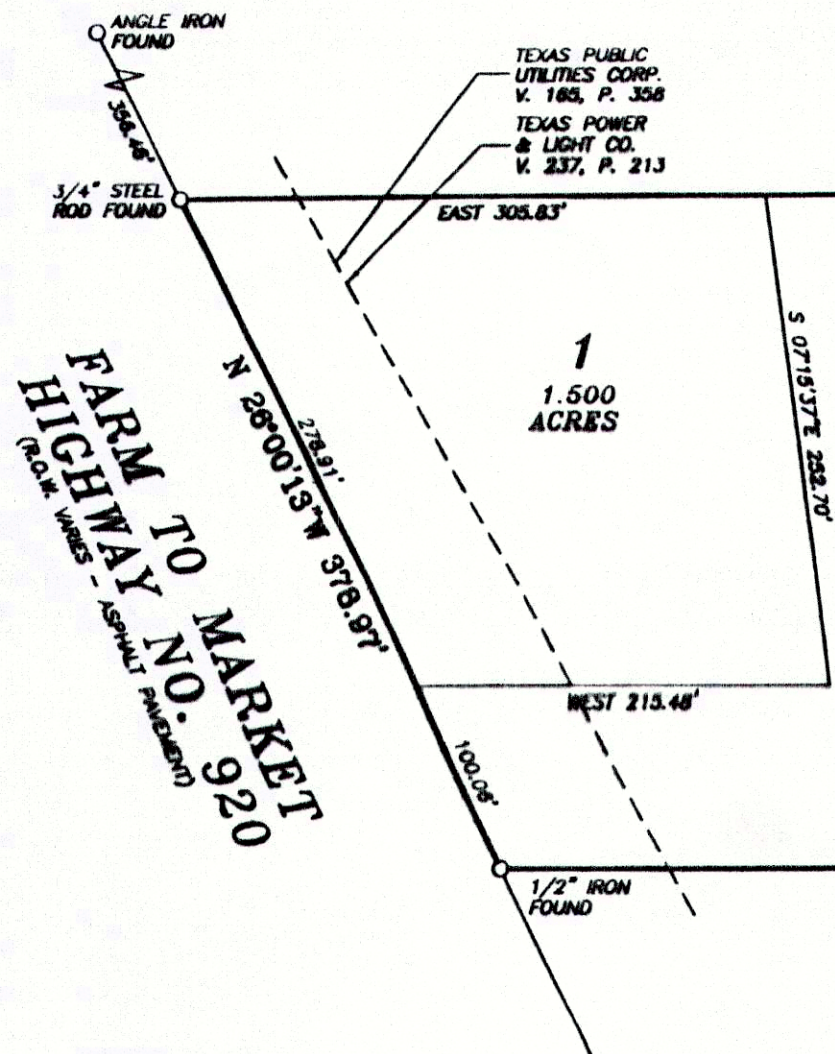 ANGLE IRON
FOUND
TEXAS PUBLIC
UTILITIES CORP.
V. 165, P. 358
TEXAS POWER
& LIGHT CO.
V. 237, P. 213
3/4" STEEL
ROD FOUND
EAST 305.83'
1
1.500
ACRES
S 07°15'37"E 252.70'
278.91'
N 26°00'13"W 378.97'
FARM TO MARKET
HIGHWAY NO. 920
(R.O.W. VARIES - ASPHALT PAVEMENT)
WEST 215.48'
100.06'
1/2" IRON
FOUND